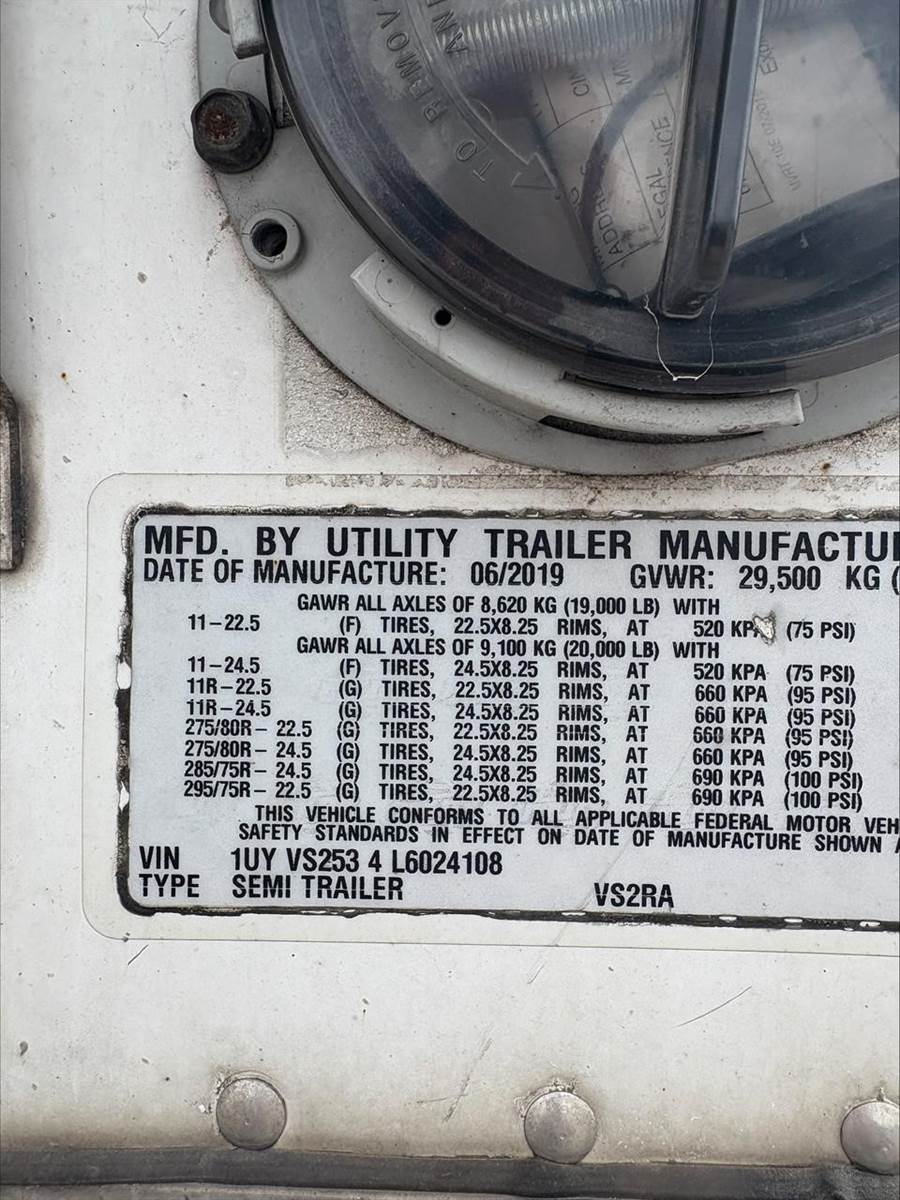 TO REMOV
AN
MFD. BY UTILITY TRAILER MANUFACTU
DATE OF MANUFACTURE: 06/2019 GVWR: 29,500 KG (
GAWR ALL AXLES OF 8,620 KG (19,000 LB) WITH
11-22.5 (F) TIRES, 22.5X8.25 RIMS, AT 520 KPA (75 PSI)
GAWR ALL AXLES OF 9,100 KG (20,000 LB) WITH
11-24.5 (F) TIRES, 24.5X8.25 RIMS, AT 520 KPA (75 PSI)
11R-22.5 (G) TIRES, 22.5X8.25 RIMS, AT 660 KPA (95 PSI)
11R-24.5 (G) TIRES, 24.5X8.25 RIMS, AT 660 KPA (95 PSI)
275/80R- 22.5 (G) TIRES, 22.5X8.25 RIMS, AT 660 KPA (95 PSI)
275/80R- 24.5 (G) TIRES, 24.5X8.25 RIMS, AT 660 KPA (95 PSI)
285/75R- 24.5 (G) TIRES, 24.5X8.25 RIMS, AT 690 KPA (100 PSI)
295/75R- 22.5 (G) TIRES, 22.5X8.25 RIMS, AT 690 KPA (100 PSI)
THIS VEHICLE CONFORMS TO ALL APPLICABLE FEDERAL MOTOR VEH
SAFETY STANDARDS IN EFFECT ON DATE OF MANUFACTURE SHOWN A
VIN 1UY VS253 4 L6024108
TYPE SEMI TRAILER VS2RA